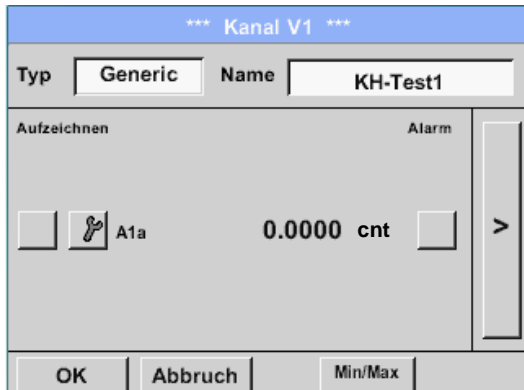 *** Kanal V1 ***
Typ Generic Name KH-Test1
Aufzeichnen Alarm
A1a 0.0000 cnt >
OK Abbruch Min/Max